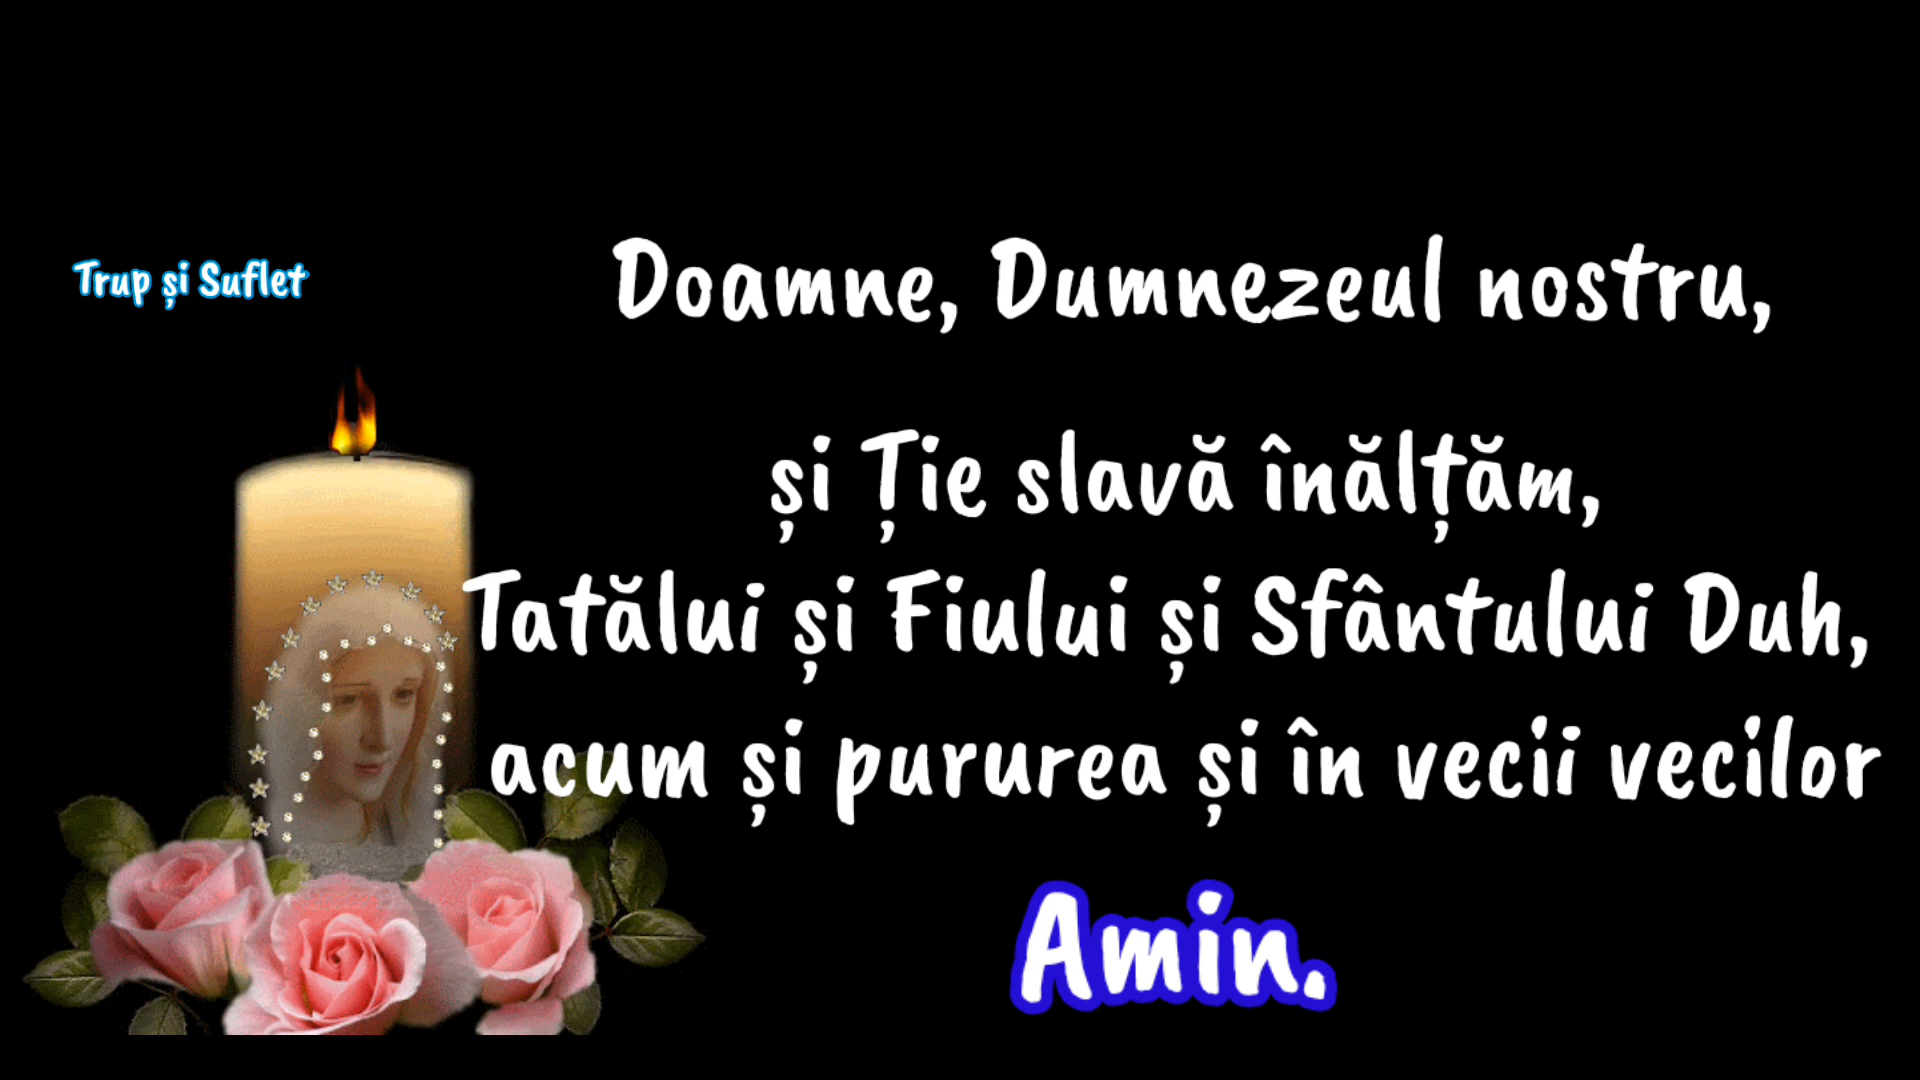 Trup și Suflet
Doamne, Dumnezeul nostru,
și Ție slavă înălțăm,
Tatălui și Fiului și Sfântului Duh,
acum și pururea și în vecii vecilor
Amin.